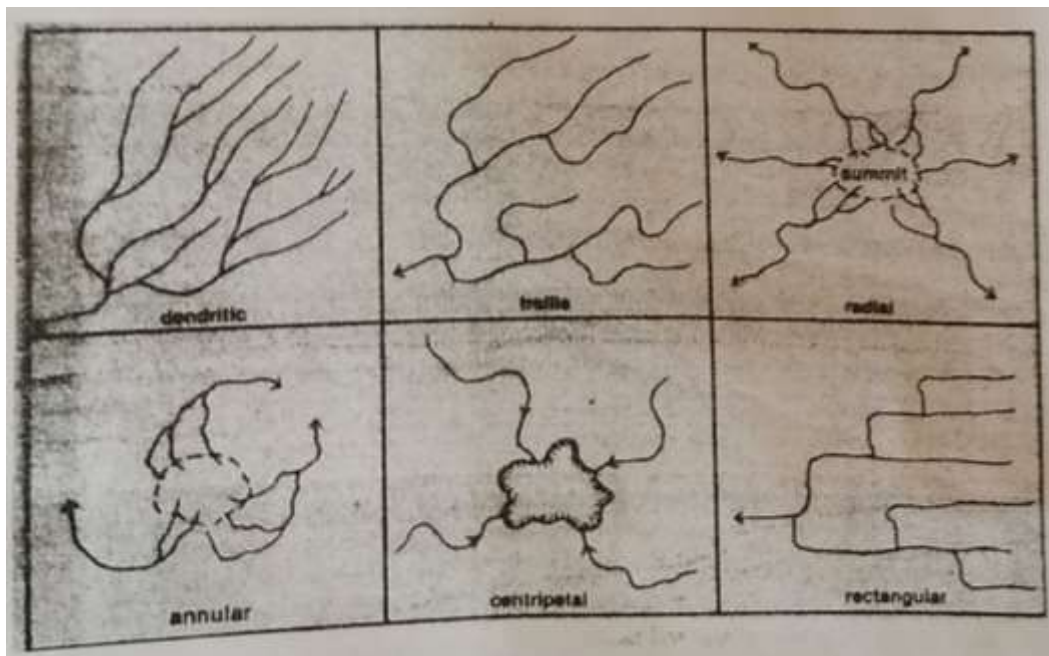 summit
dendritic
trellis
radial
annular
centripetal
rectangular